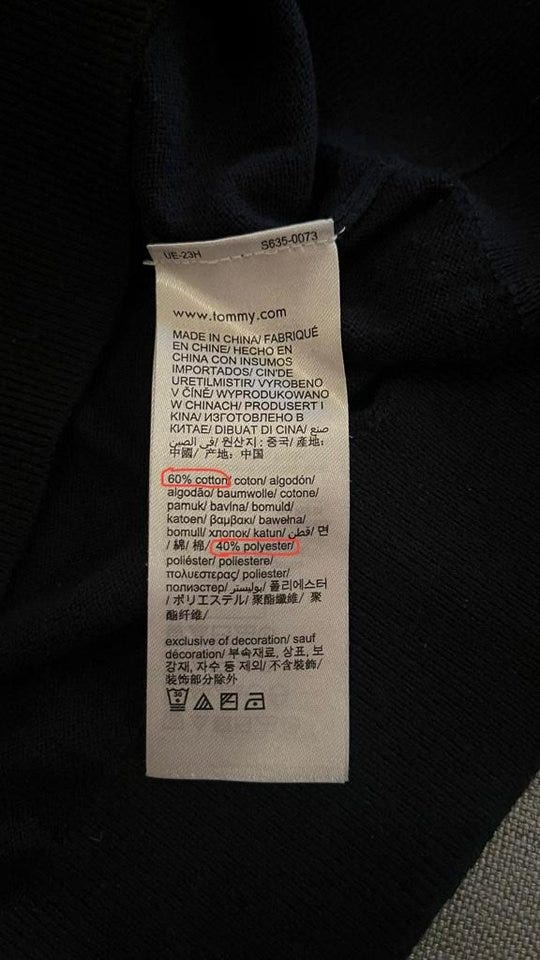 UE-23H
S635-0073
www.tommy.com
MADE IN CHINA/ FABRIQUÉ
EN CHINE/ HECHO EN
CHINA CON INSUMOS
IMPORTADOS/ CIN'DE
URETILMISTIR/ VYROBENO
V ČÍNĚ/ WYPRODUKOWANO
W CHINACH/ PRODUSERT I
KINA/ ИЗГОТОВЛЕНО В
КИТАЕ/ DIBUAT DI CINA/ صنع
في الصين/ 원산지 : 중국/ 產地 :
中國/ 产地 : 中国
60% cotton/ coton/ algodón/
algodão/ baumwolle/ cotone/
pamuk/ bavlna/ bomuld/
katoen/ βαμβακι/ bawełna/
bomull/ хлопок/ katun/ قطن/ 면
/ 綿/ 棉/ 40% polyester/
poliéster/ poliestere/
πολυεστερας/ poliester/
полиэстер/ بوليستر/ 폴리에스터
/ ポリエステル/ 聚酯纖維/ 聚
酯纤维/
exclusive of decoration/ sauf
décoration/ 부속재료, 상표, 보
강재, 자수 등 제외/ 不含裝飾/
装饰部分除外
30